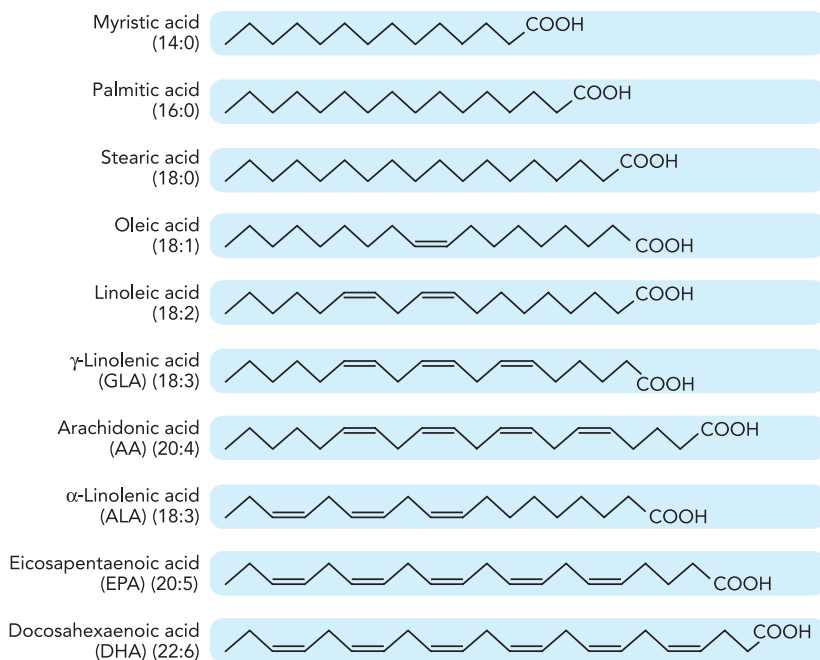 Myristic acid
(14:0)
COOH
Palmitic acid
(16:0)
COOH
Stearic acid
(18:0)
COOH
Oleic acid
(18:1)
COOH
Linoleic acid
(18:2)
COOH
γ-Linolenic acid
(GLA) (18:3)
COOH
Arachidonic acid
(AA) (20:4)
COOH
α-Linolenic acid
(ALA) (18:3)
COOH
Eicosapentaenoic acid
(EPA) (20:5)
COOH
Docosahexaenoic acid
(DHA) (22:6)
COOH